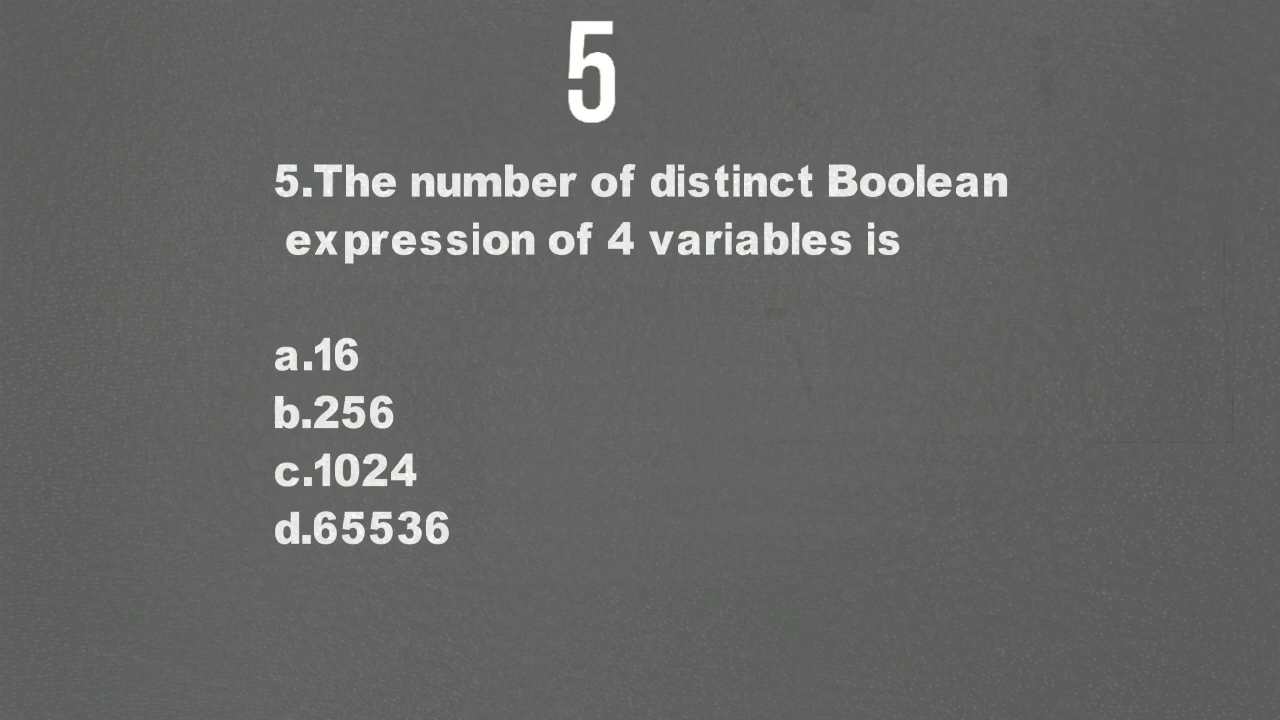 5
5.The number of distinct Boolean
expression of 4 variables is
a.16
b.256
c.1024
d.65536